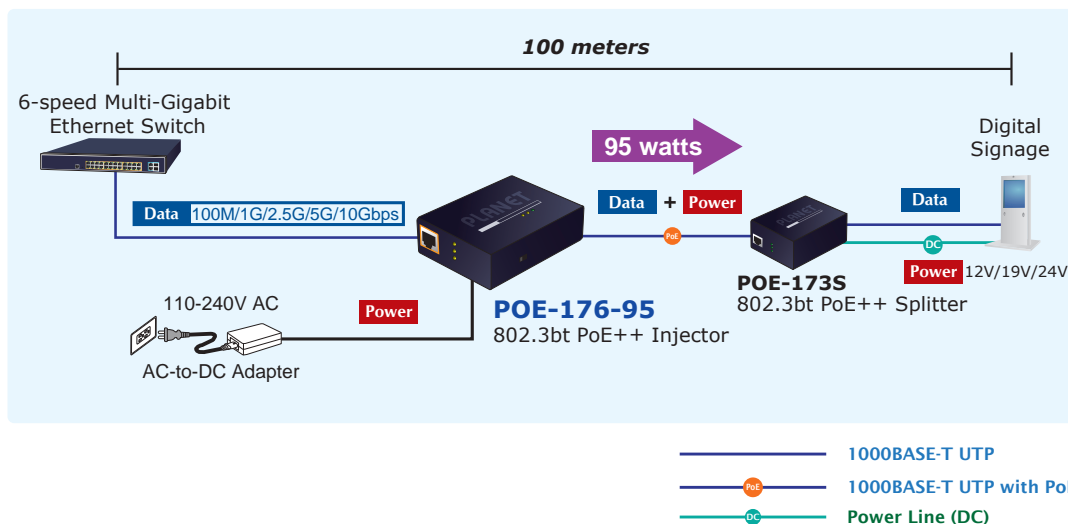 100 meters
6-speed Multi-Gigabit
Ethernet Switch
95 watts
Digital
Signage
PLANET
Data 100M/1G/2.5G/5G/10Gbps
Data + Power
Data
PoE
DC
Power 12V/19V/24V
POE-173S
802.3bt PoE++ Splitter
110-240V AC
Power
POE-176-95
802.3bt PoE++ Injector
AC-to-DC Adapter
1000BASE-T UTP
PoE
1000BASE-T UTP with PoE
DC
Power Line (DC)